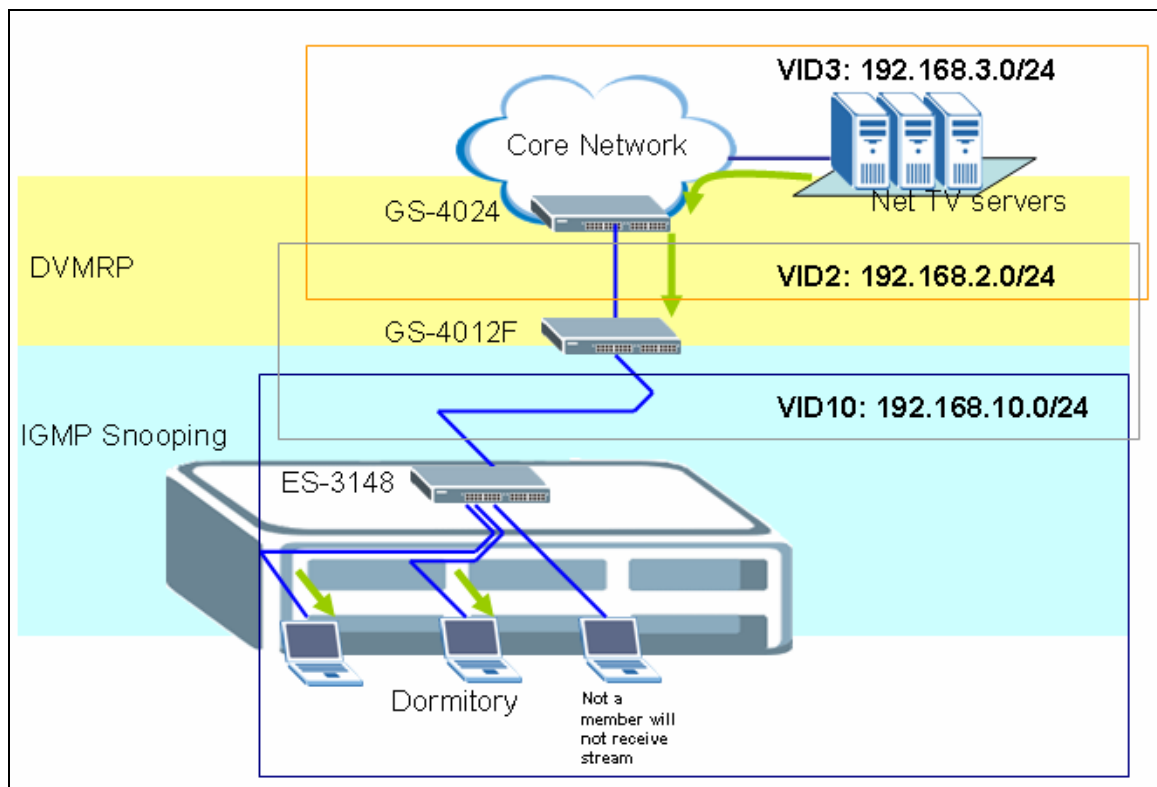 VID3: 192.168.3.0/24
Core Network
GS-4024
Net TV servers
DVMRP
VID2: 192.168.2.0/24
GS-4012F
VID10: 192.168.10.0/24
IGMP Snooping
ES-3148
Dormitory
Not a
member will
not receive
stream